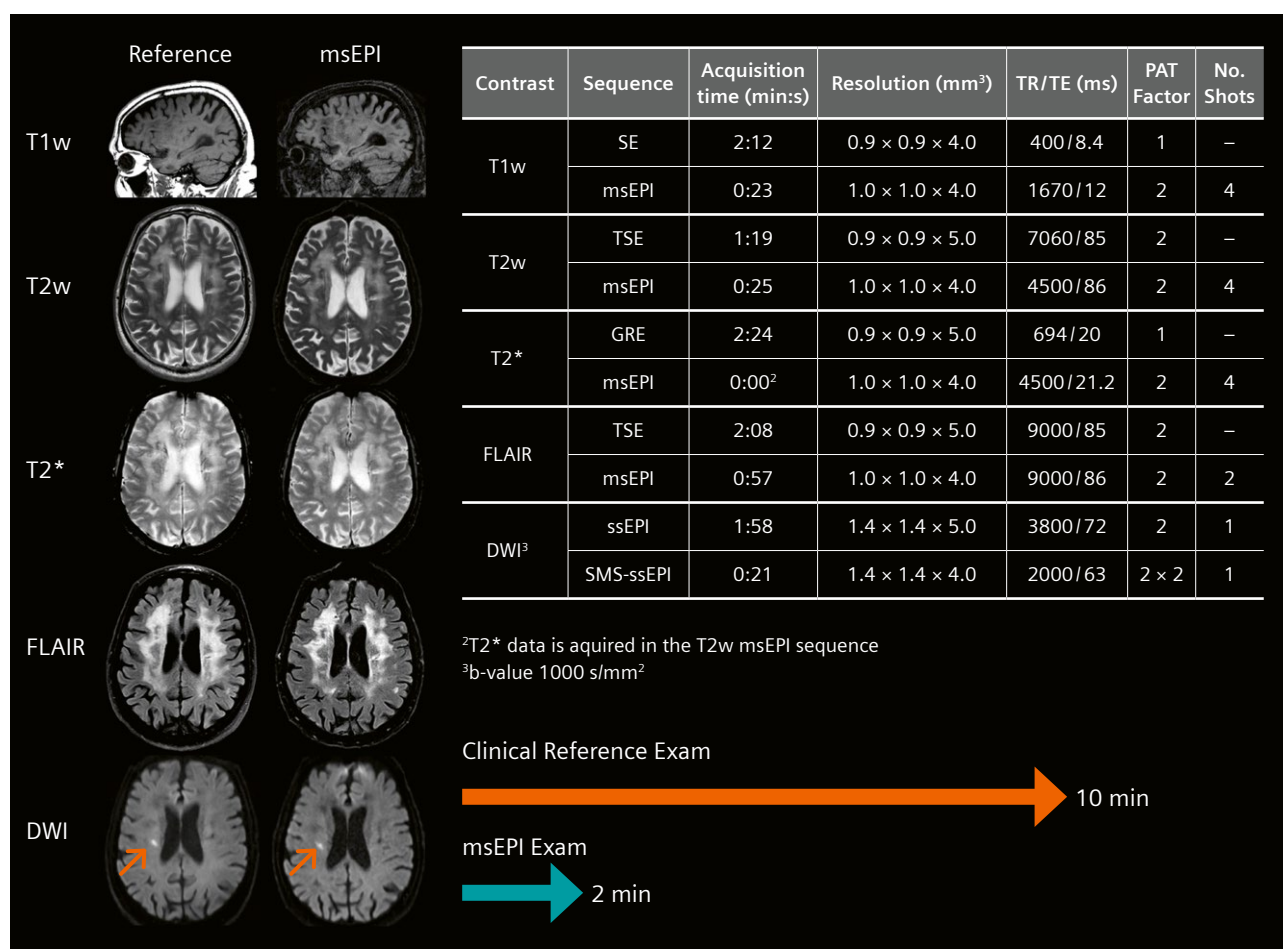 Reference msEPI
T1w
T2w
T2*
FLAIR
DWI
Contrast Sequence Acquisition time (min:s) Resolution (mm³) TR/TE (ms) PAT Factor No. Shots
T1w SE 2:12 0.9 × 0.9 × 4.0 400/8.4 1 –
msEPI 0:23 1.0 × 1.0 × 4.0 1670/12 2 4
T2w TSE 1:19 0.9 × 0.9 × 5.0 7060/85 2 –
msEPI 0:25 1.0 × 1.0 × 4.0 4500/86 2 4
T2* GRE 2:24 0.9 × 0.9 × 5.0 694/20 1 –
msEPI 0:00² 1.0 × 1.0 × 4.0 4500/21.2 2 4
FLAIR TSE 2:08 0.9 × 0.9 × 5.0 9000/85 2 –
msEPI 0:57 1.0 × 1.0 × 4.0 9000/86 2 2
DWI³ ssEPI 1:58 1.4 × 1.4 × 5.0 3800/72 2 1
SMS-ssEPI 0:21 1.4 × 1.4 × 4.0 2000/63 2 × 2 1
²T2* data is aquired in the T2w msEPI sequence
³b-value 1000 s/mm²
Clinical Reference Exam
10 min
msEPI Exam
2 min